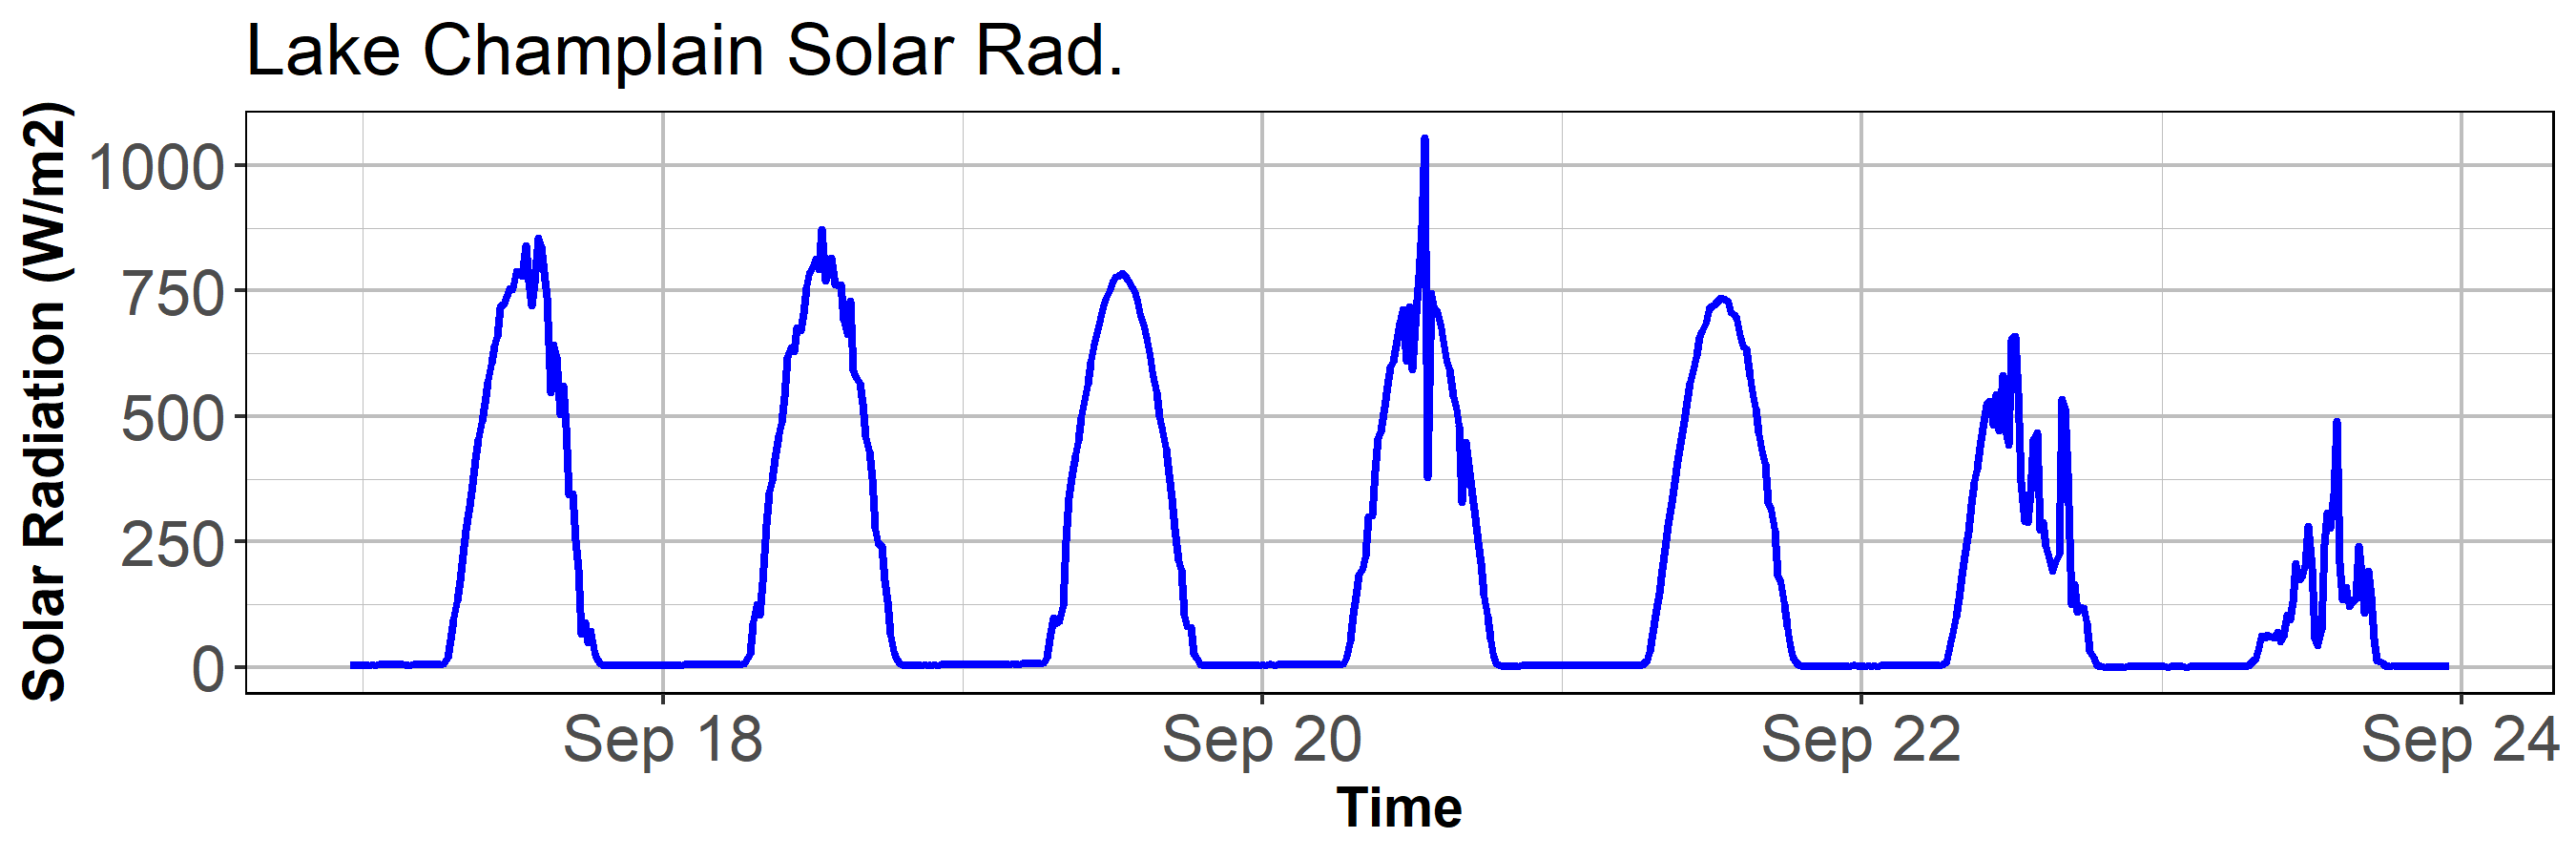 Lake Champlain Solar Rad.
Solar Radiation (W/m2)
1000
750
500
250
0
Sep 18 Sep 20 Sep 22 Sep 24
Time